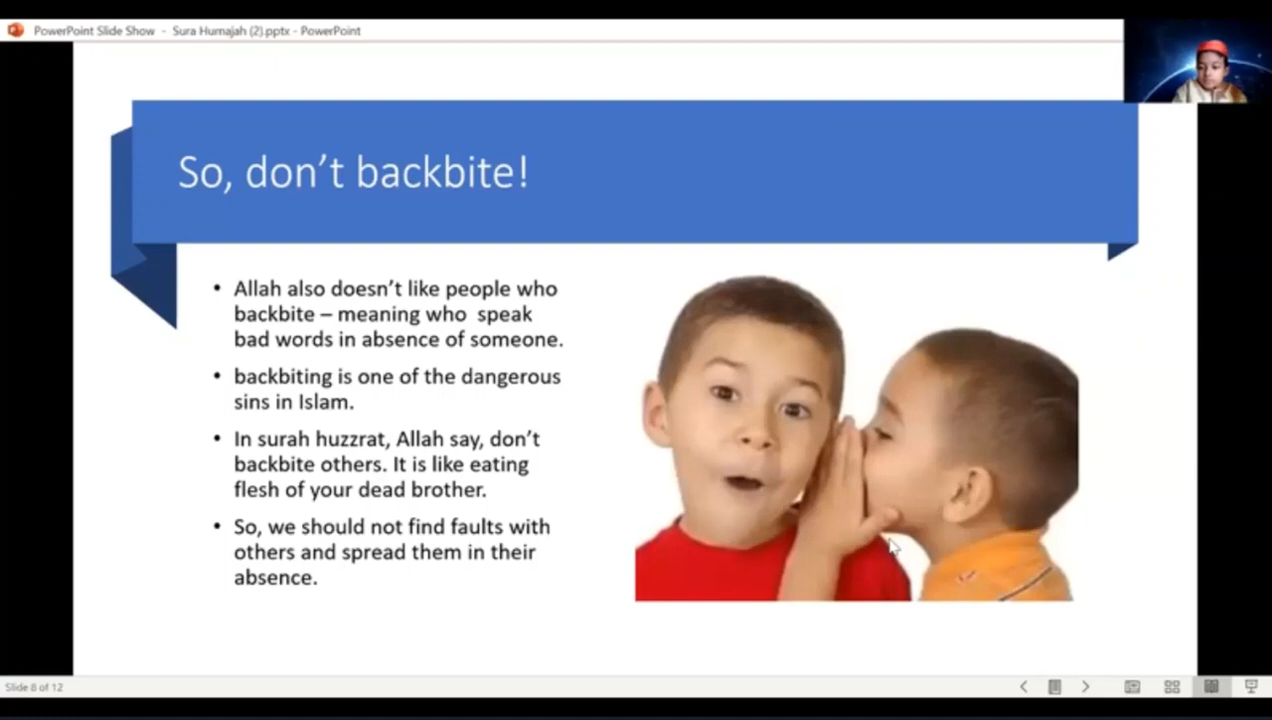 PowerPoint Slide Show - Sura Humajah (2).pptx - PowerPoint
So, don't backbite!
• Allah also doesn't like people who
backbite – meaning who speak
bad words in absence of someone.
• backbiting is one of the dangerous
sins in Islam.
• In surah huzzrat, Allah say, don't
backbite others. It is like eating
flesh of your dead brother.
• So, we should not find faults with
others and spread them in their
absence.
Slide 8 of 12